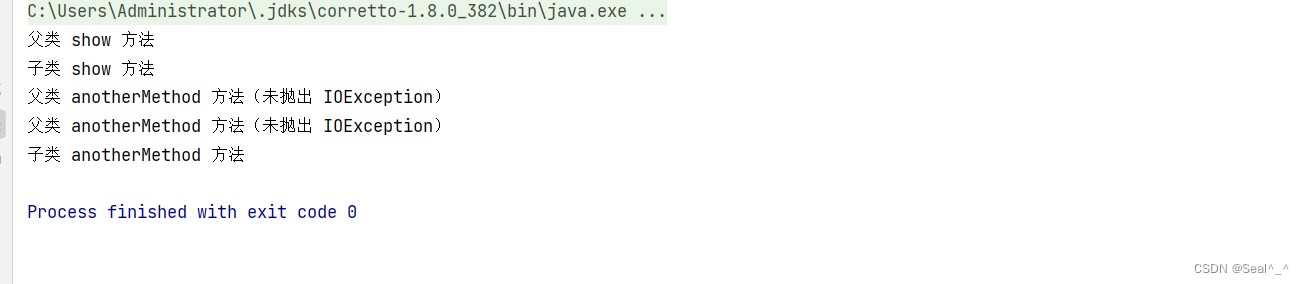 C:\Users\Administrator\.jdks\corretto-1.8.0_382\bin\java.exe ...
父类 show 方法
子类 show 方法
父类 anotherMethod 方法（未抛出 IOException）
父类 anotherMethod 方法（未抛出 IOException）
子类 anotherMethod 方法
Process finished with exit code 0
CSDN @Seal^_^